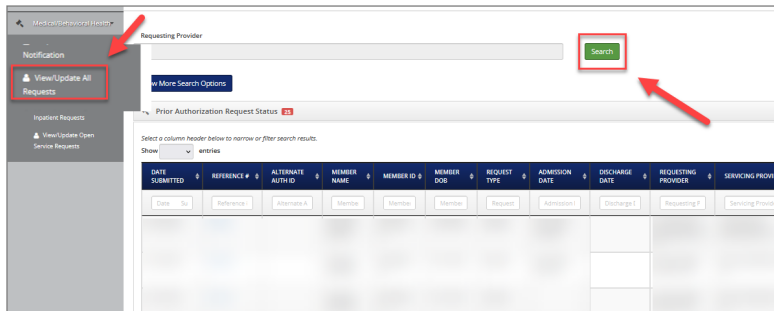 Medical/Behavioral Health
Notification
View/Update All
Requests
Inpatient Requests
View/Update Open
Service Requests
Requesting Provider
Search
w More Search Options
Prior Authorization Request Status 25
Select a column header below to narrow or filter search results.
Show entries
DATE SUBMITTED REFERENCE # ALTERNATE AUTH ID MEMBER NAME MEMBER ID MEMBER DOB REQUEST TYPE ADMISSION DATE DISCHARGE DATE REQUESTING PROVIDER SERVICING PROVI
Date Su Reference Alternate A Member Member Member Request Admission Discharge D Requesting P Servicing Provid